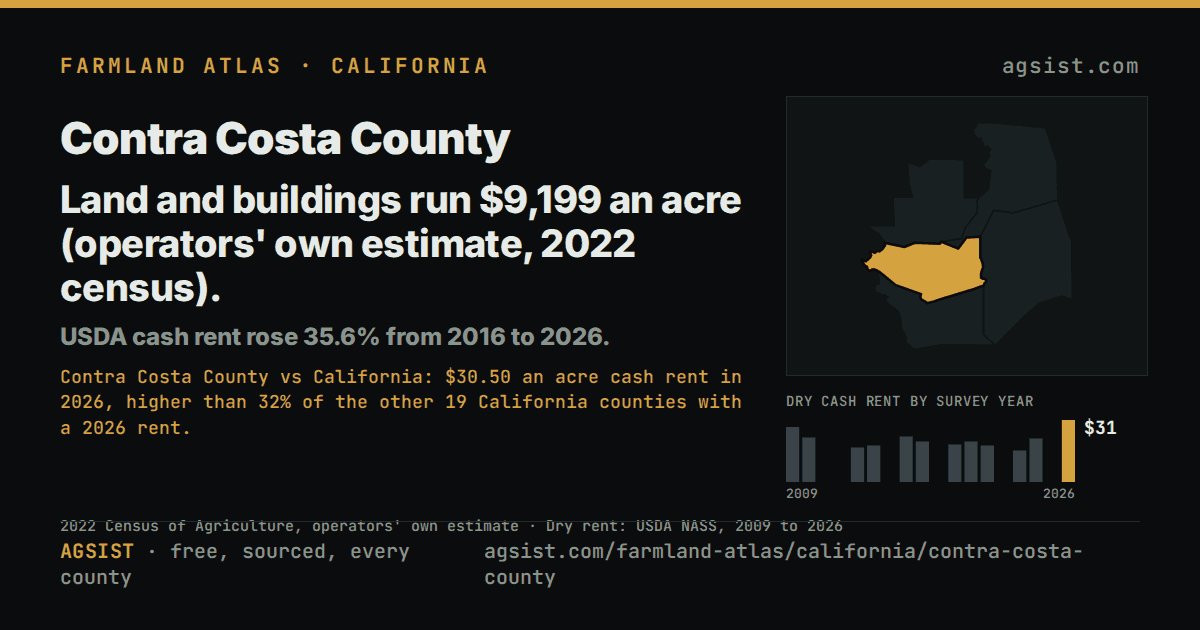 FARMLAND ATLAS · CALIFORNIA
agsist.com
Contra Costa County
Land and buildings run $9,199 an acre
(operators' own estimate, 2022
census).
USDA cash rent rose 35.6% from 2016 to 2026.
Contra Costa County vs California: $30.50 an acre cash rent in
2026, higher than 32% of the other 19 California counties with
a 2026 rent.
DRY CASH RENT BY SURVEY YEAR
$31
2009
2026
2022 Census of Agriculture, operators' own estimate · Dry rent: USDA NASS, 2009 to 2026
AGSIST · free, sourced, every
county
agsist.com/farmland-atlas/california/contra-costa-
county